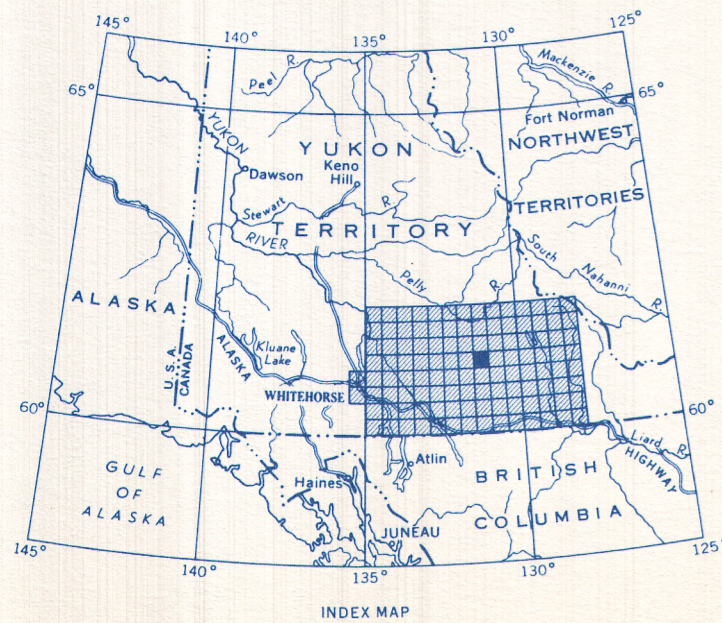 145° 140° 135° 130° 125°
Peel R.
Mackenzie R.
65° 65°
Fort Norman
YUKON
YUKON
NORTHWEST
Keno
Hill
Dawson
TERRITORIES
Stewart R.
TERRITORY
RIVER
South Nahanni R.
Pelly R.
ALASKA
Kluane
Lake
ALASKA
U.S.A.
CANADA
WHITEHORSE
60° 60°
Liard R.
HIGHWAY
Atlin
BRITISH
GULF
OF
ALASKA
Haines
COLUMBIA
JUNEAU
145° 140° 135° 130° 125°
INDEX MAP